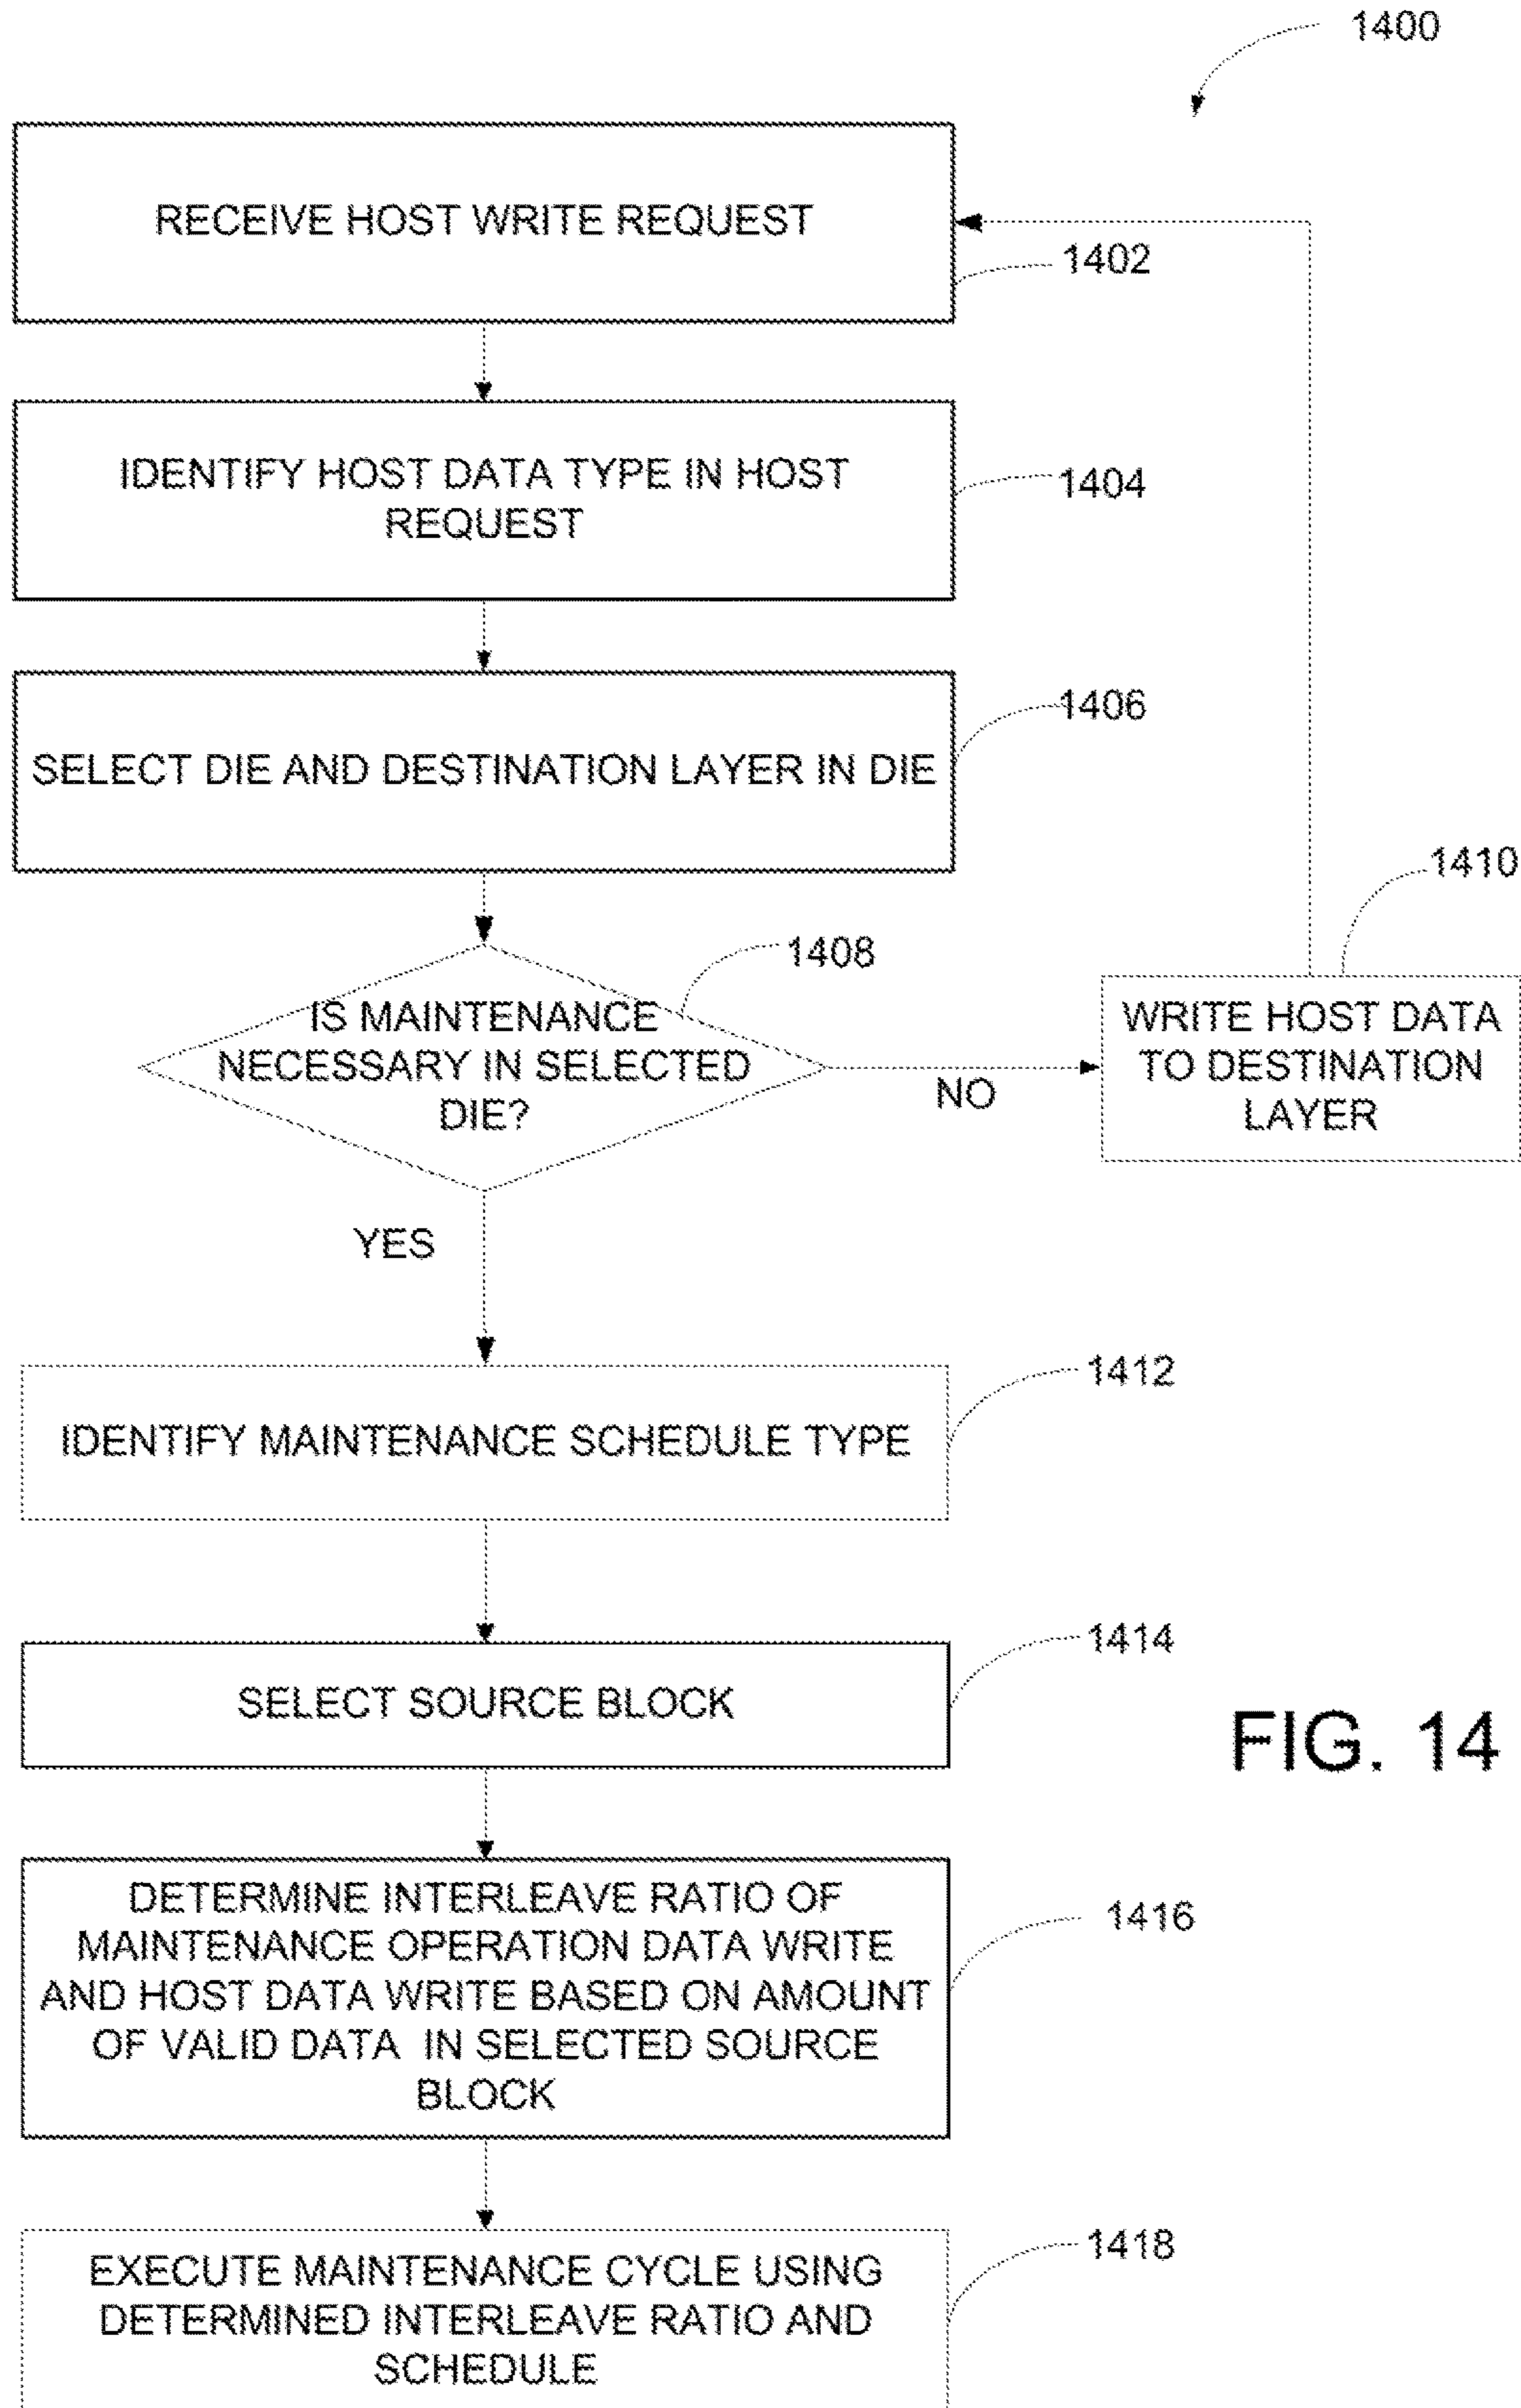 1400
RECEIVE HOST WRITE REQUEST
1402
IDENTIFY HOST DATA TYPE IN HOST
REQUEST
1404
SELECT DIE AND DESTINATION LAYER IN DIE
1406
IS MAINTENANCE
NECESSARY IN SELECTED
DIE?
1408
NO
WRITE HOST DATA
TO DESTINATION
LAYER
1410
YES
IDENTIFY MAINTENANCE SCHEDULE TYPE
1412
SELECT SOURCE BLOCK
1414
FIG. 14
DETERMINE INTERLEAVE RATIO OF
MAINTENANCE OPERATION DATA WRITE
AND HOST DATA WRITE BASED ON AMOUNT
OF VALID DATA IN SELECTED SOURCE
BLOCK
1416
EXECUTE MAINTENANCE CYCLE USING
DETERMINED INTERLEAVE RATIO AND
SCHEDULE
1418